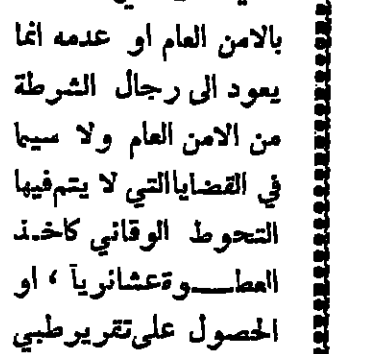 بالامن العام او عدمه انما
يعود الى رجال الشرطة
من الامن العام ولا سيما
في القضايا التي لا يتم فيها
التحوط الوقائي كاخذ
العطوة عشائرياً ، او
الحصول على تقرير طبي